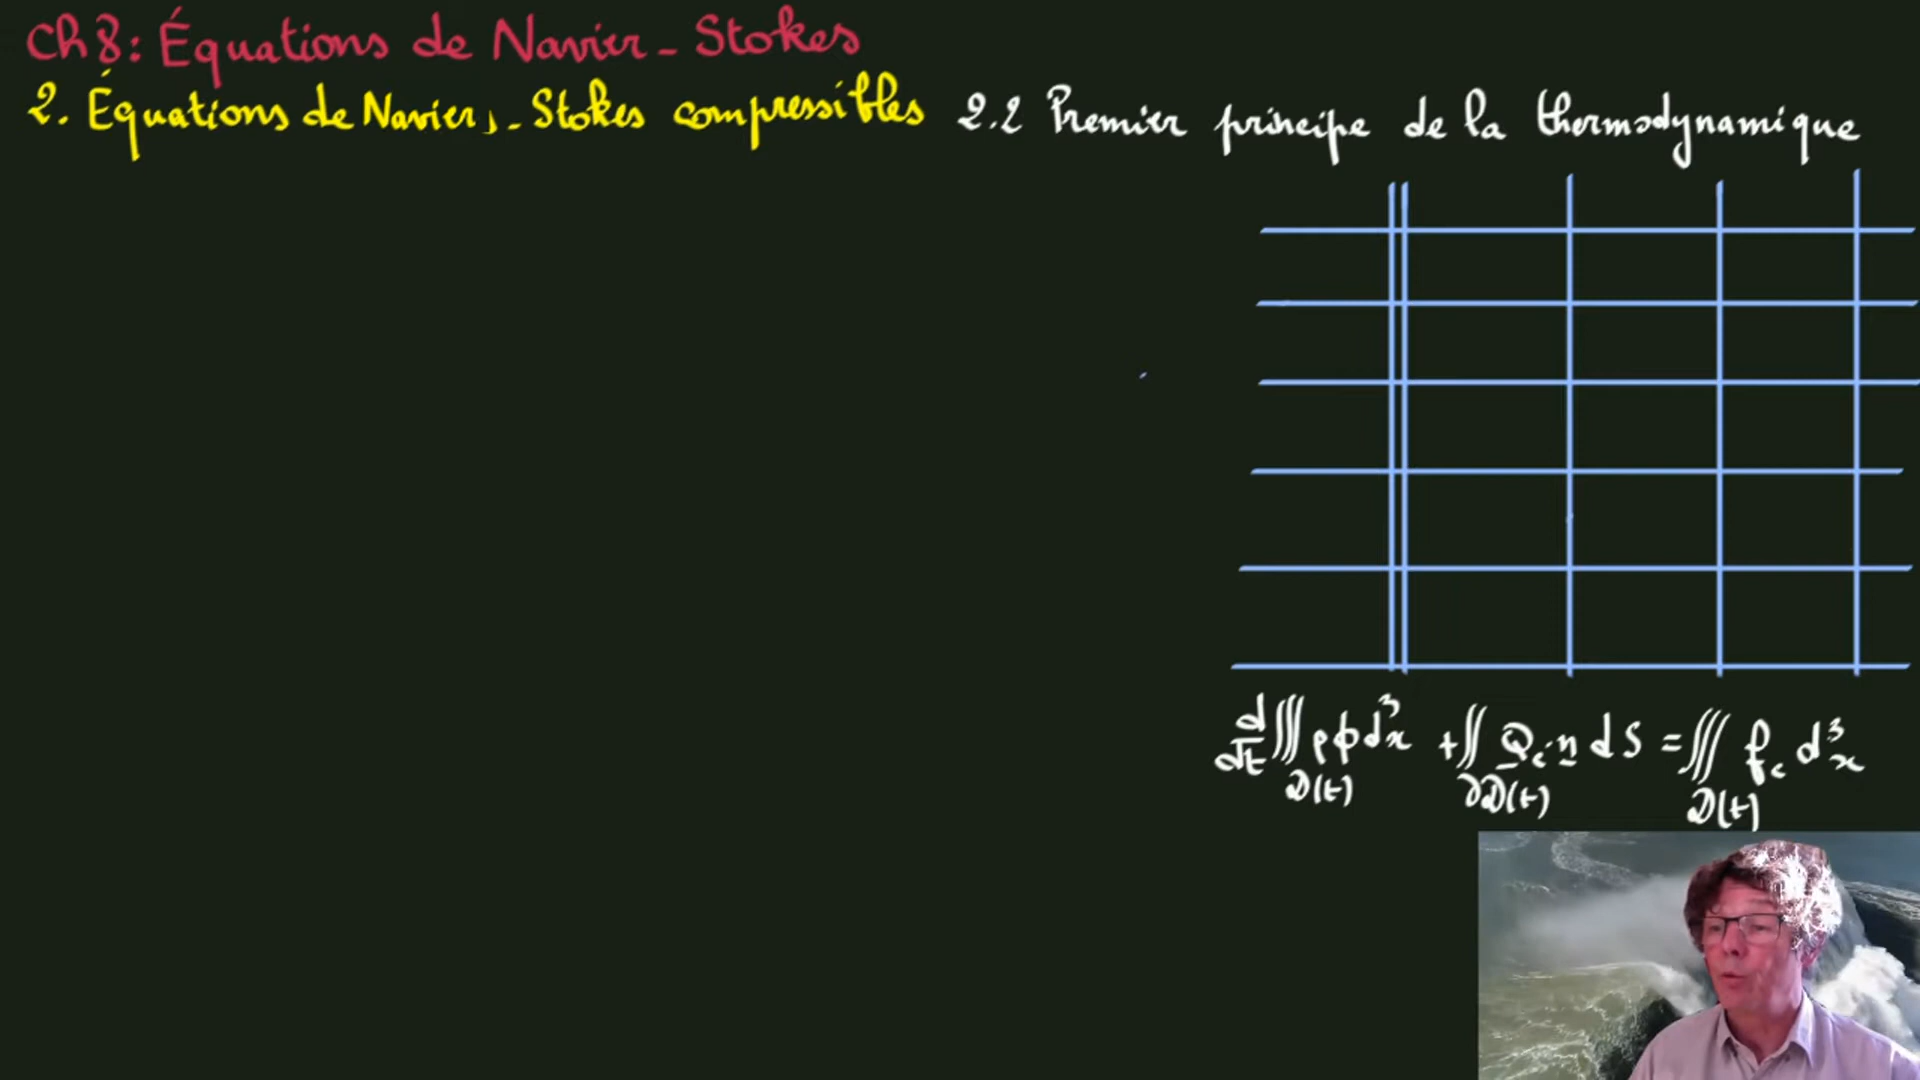 Ch 8: Équations de Navier-Stokes
2. Équations de Navier-Stokes compressibles 2.2 Premier principe de la thermodynamique
d/dt ∭ ρϕ d³x + ∬ Q_c·n dS = ∭ f_c d³x
𝒟(t) ∂𝒟(t) 𝒟(t)